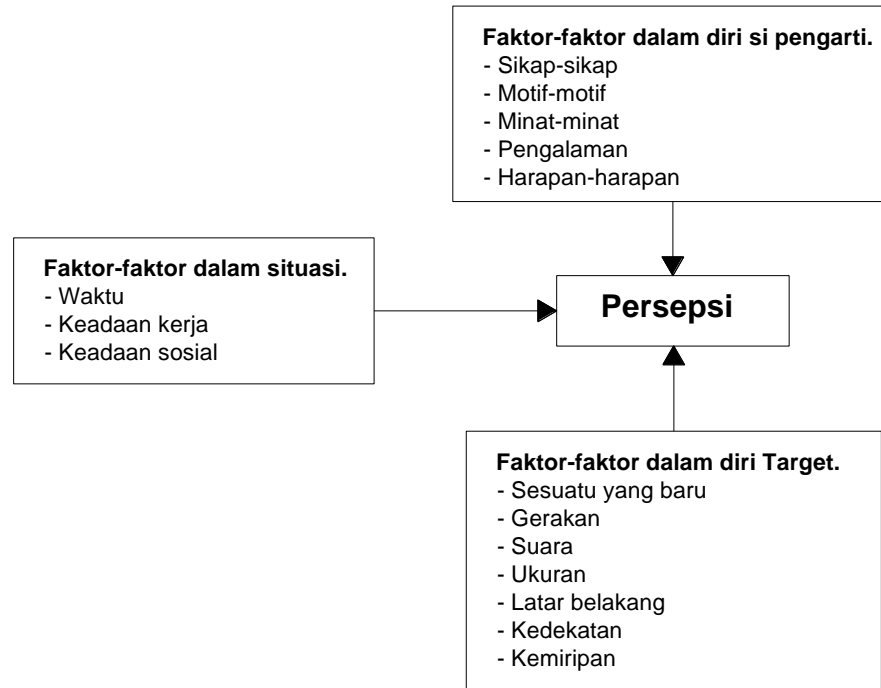 Faktor-faktor dalam diri si pengarti.
- Sikap-sikap
- Motif-motif
- Minat-minat
- Pengalaman
- Harapan-harapan
Faktor-faktor dalam situasi.
- Waktu
- Keadaan kerja
- Keadaan sosial
Persepsi
Faktor-faktor dalam diri Target.
- Sesuatu yang baru
- Gerakan
- Suara
- Ukuran
- Latar belakang
- Kedekatan
- Kemiripan